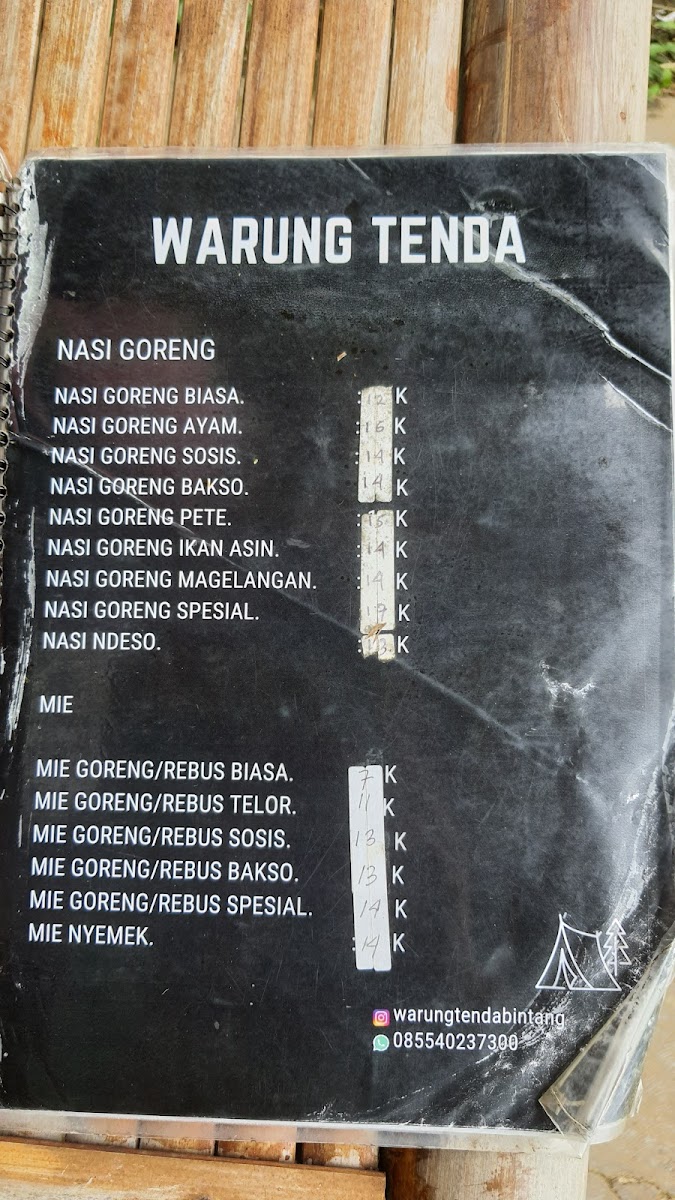 WARUNG TENDA
NASI GORENG
NASI GORENG BIASA. : 12 K
NASI GORENG AYAM. : 16 K
NASI GORENG SOSIS. : 14 K
NASI GORENG BAKSO. 14 K
NASI GORENG PETE. : 15 K
NASI GORENG IKAN ASIN. : 14 K
NASI GORENG MAGELANGAN. : 14 K
NASI GORENG SPESIAL. : 19 K
NASI NDESO. : 13 K
MIE
MIE GORENG/REBUS BIASA. 7 K
MIE GORENG/REBUS TELOR. 11 K
MIE GORENG/REBUS SOSIS. 13 K
MIE GORENG/REBUS BAKSO. 13 K
MIE GORENG/REBUS SPESIAL. 14 K
MIE NYEMEK. : 14 K
warungtendabintang
085540237300